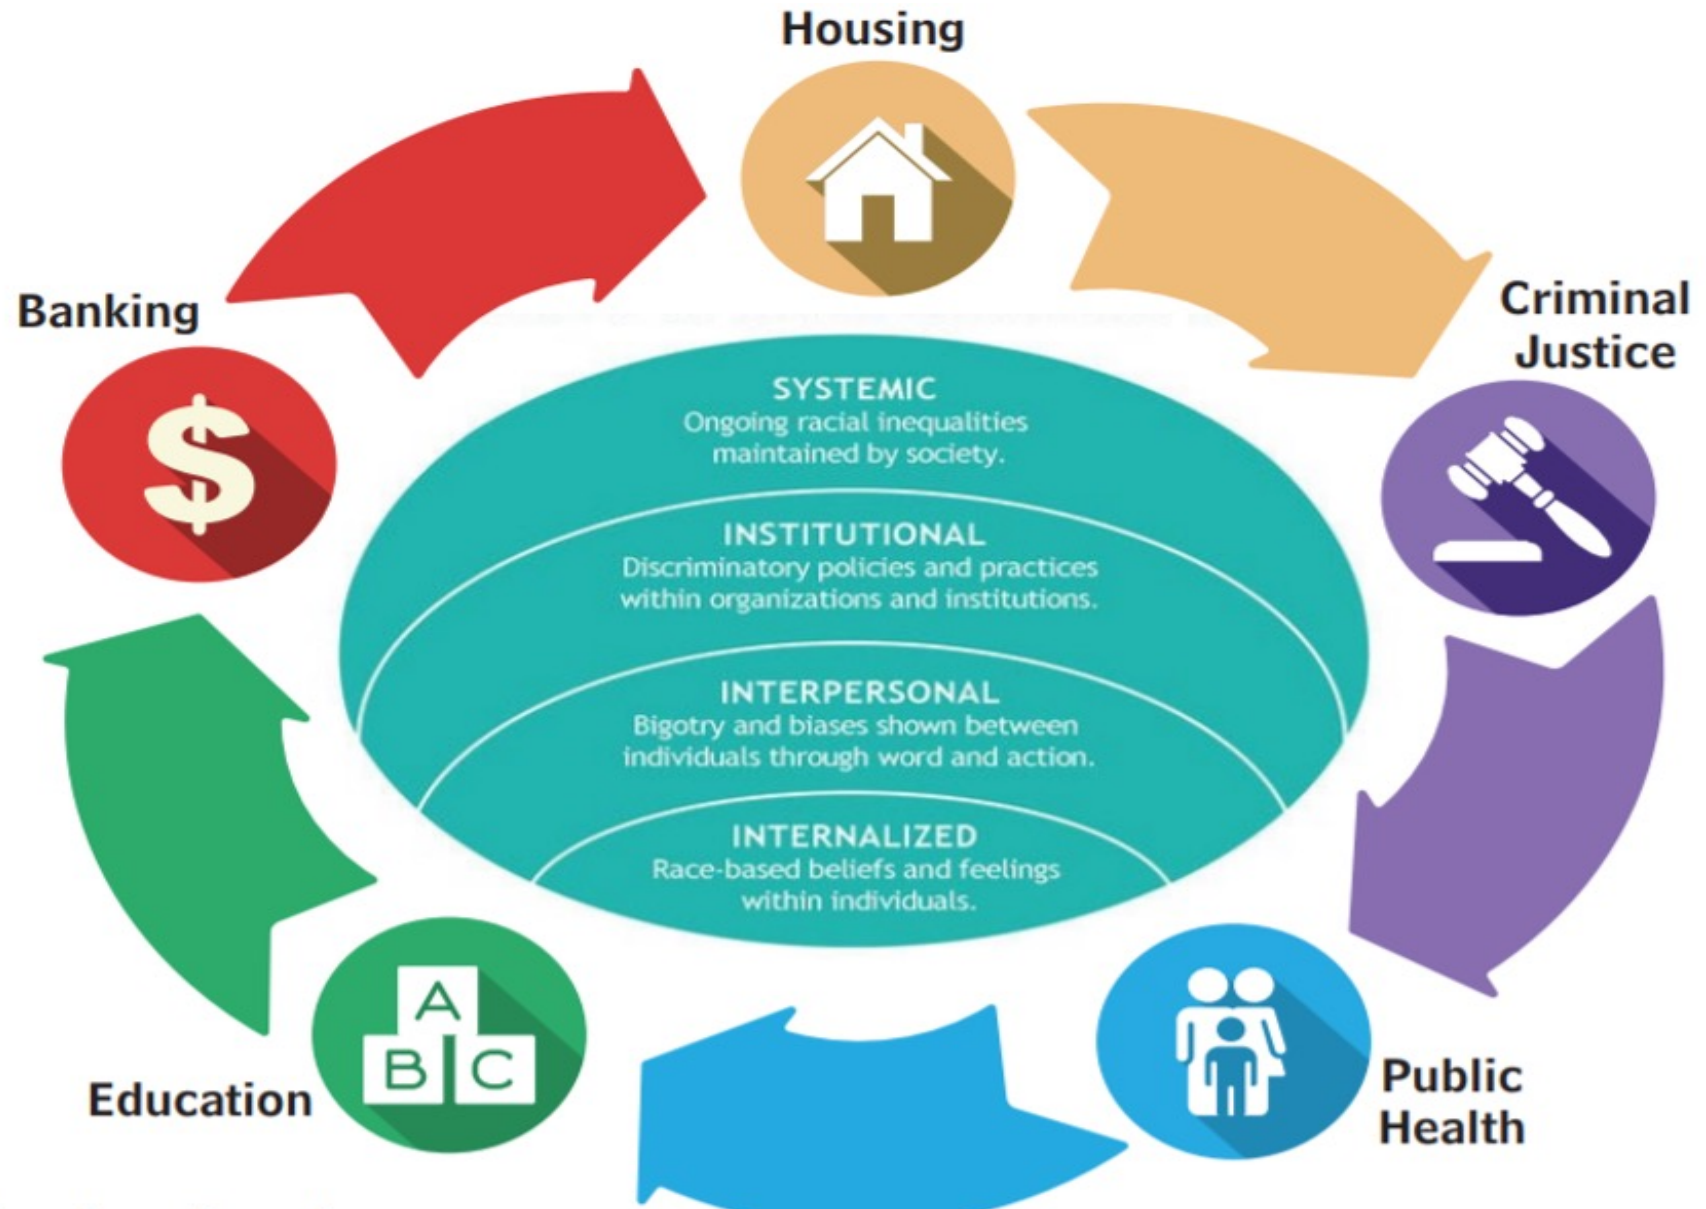 Housing
Banking
Criminal
Justice
SYSTEMIC
Ongoing racial inequalities
maintained by society.
INSTITUTIONAL
Discriminatory policies and practices
within organizations and institutions.
INTERPERSONAL
Bigotry and biases shown between
individuals through word and action.
INTERNALIZED
Race-based beliefs and feelings
within individuals.
A
B C
Education
Public
Health
$